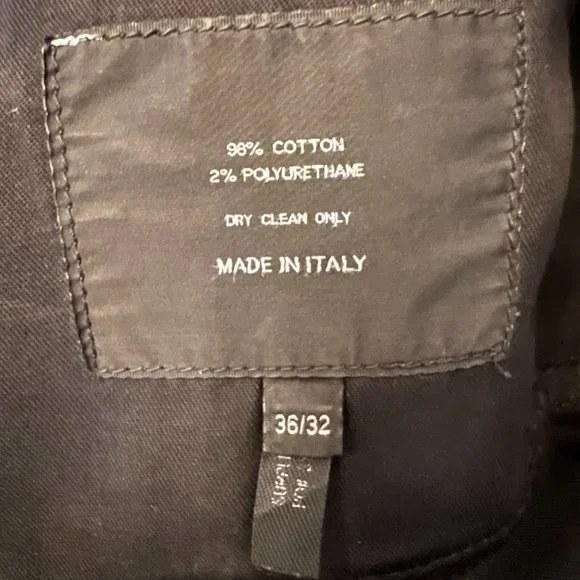 98% COTTON
2% POLYURETHANE
DRY CLEAN ONLY
MADE IN ITALY
36/32